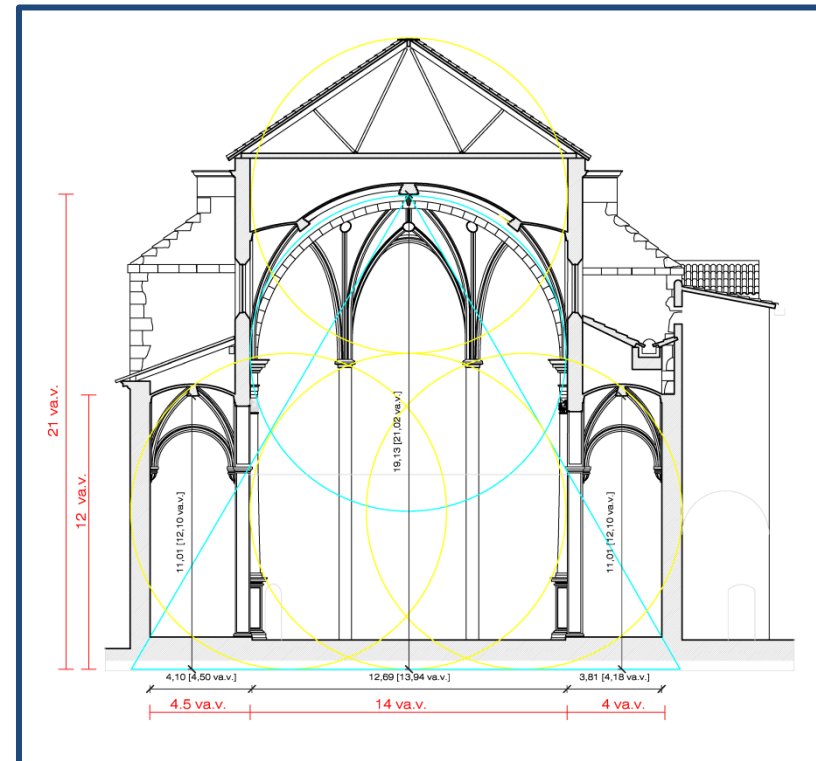 21 va.v.
12 va.v.
11,01 [12,10 va.v.]
19,13 [21,02 va.v.]
11,01 [12,10 va.v.]
4,10 [4,50 va.v.]
12,69 [13,94 va.v.]
3,81 [4,18 va.v.]
4.5 va.v.
14 va.v.
4 va.v.